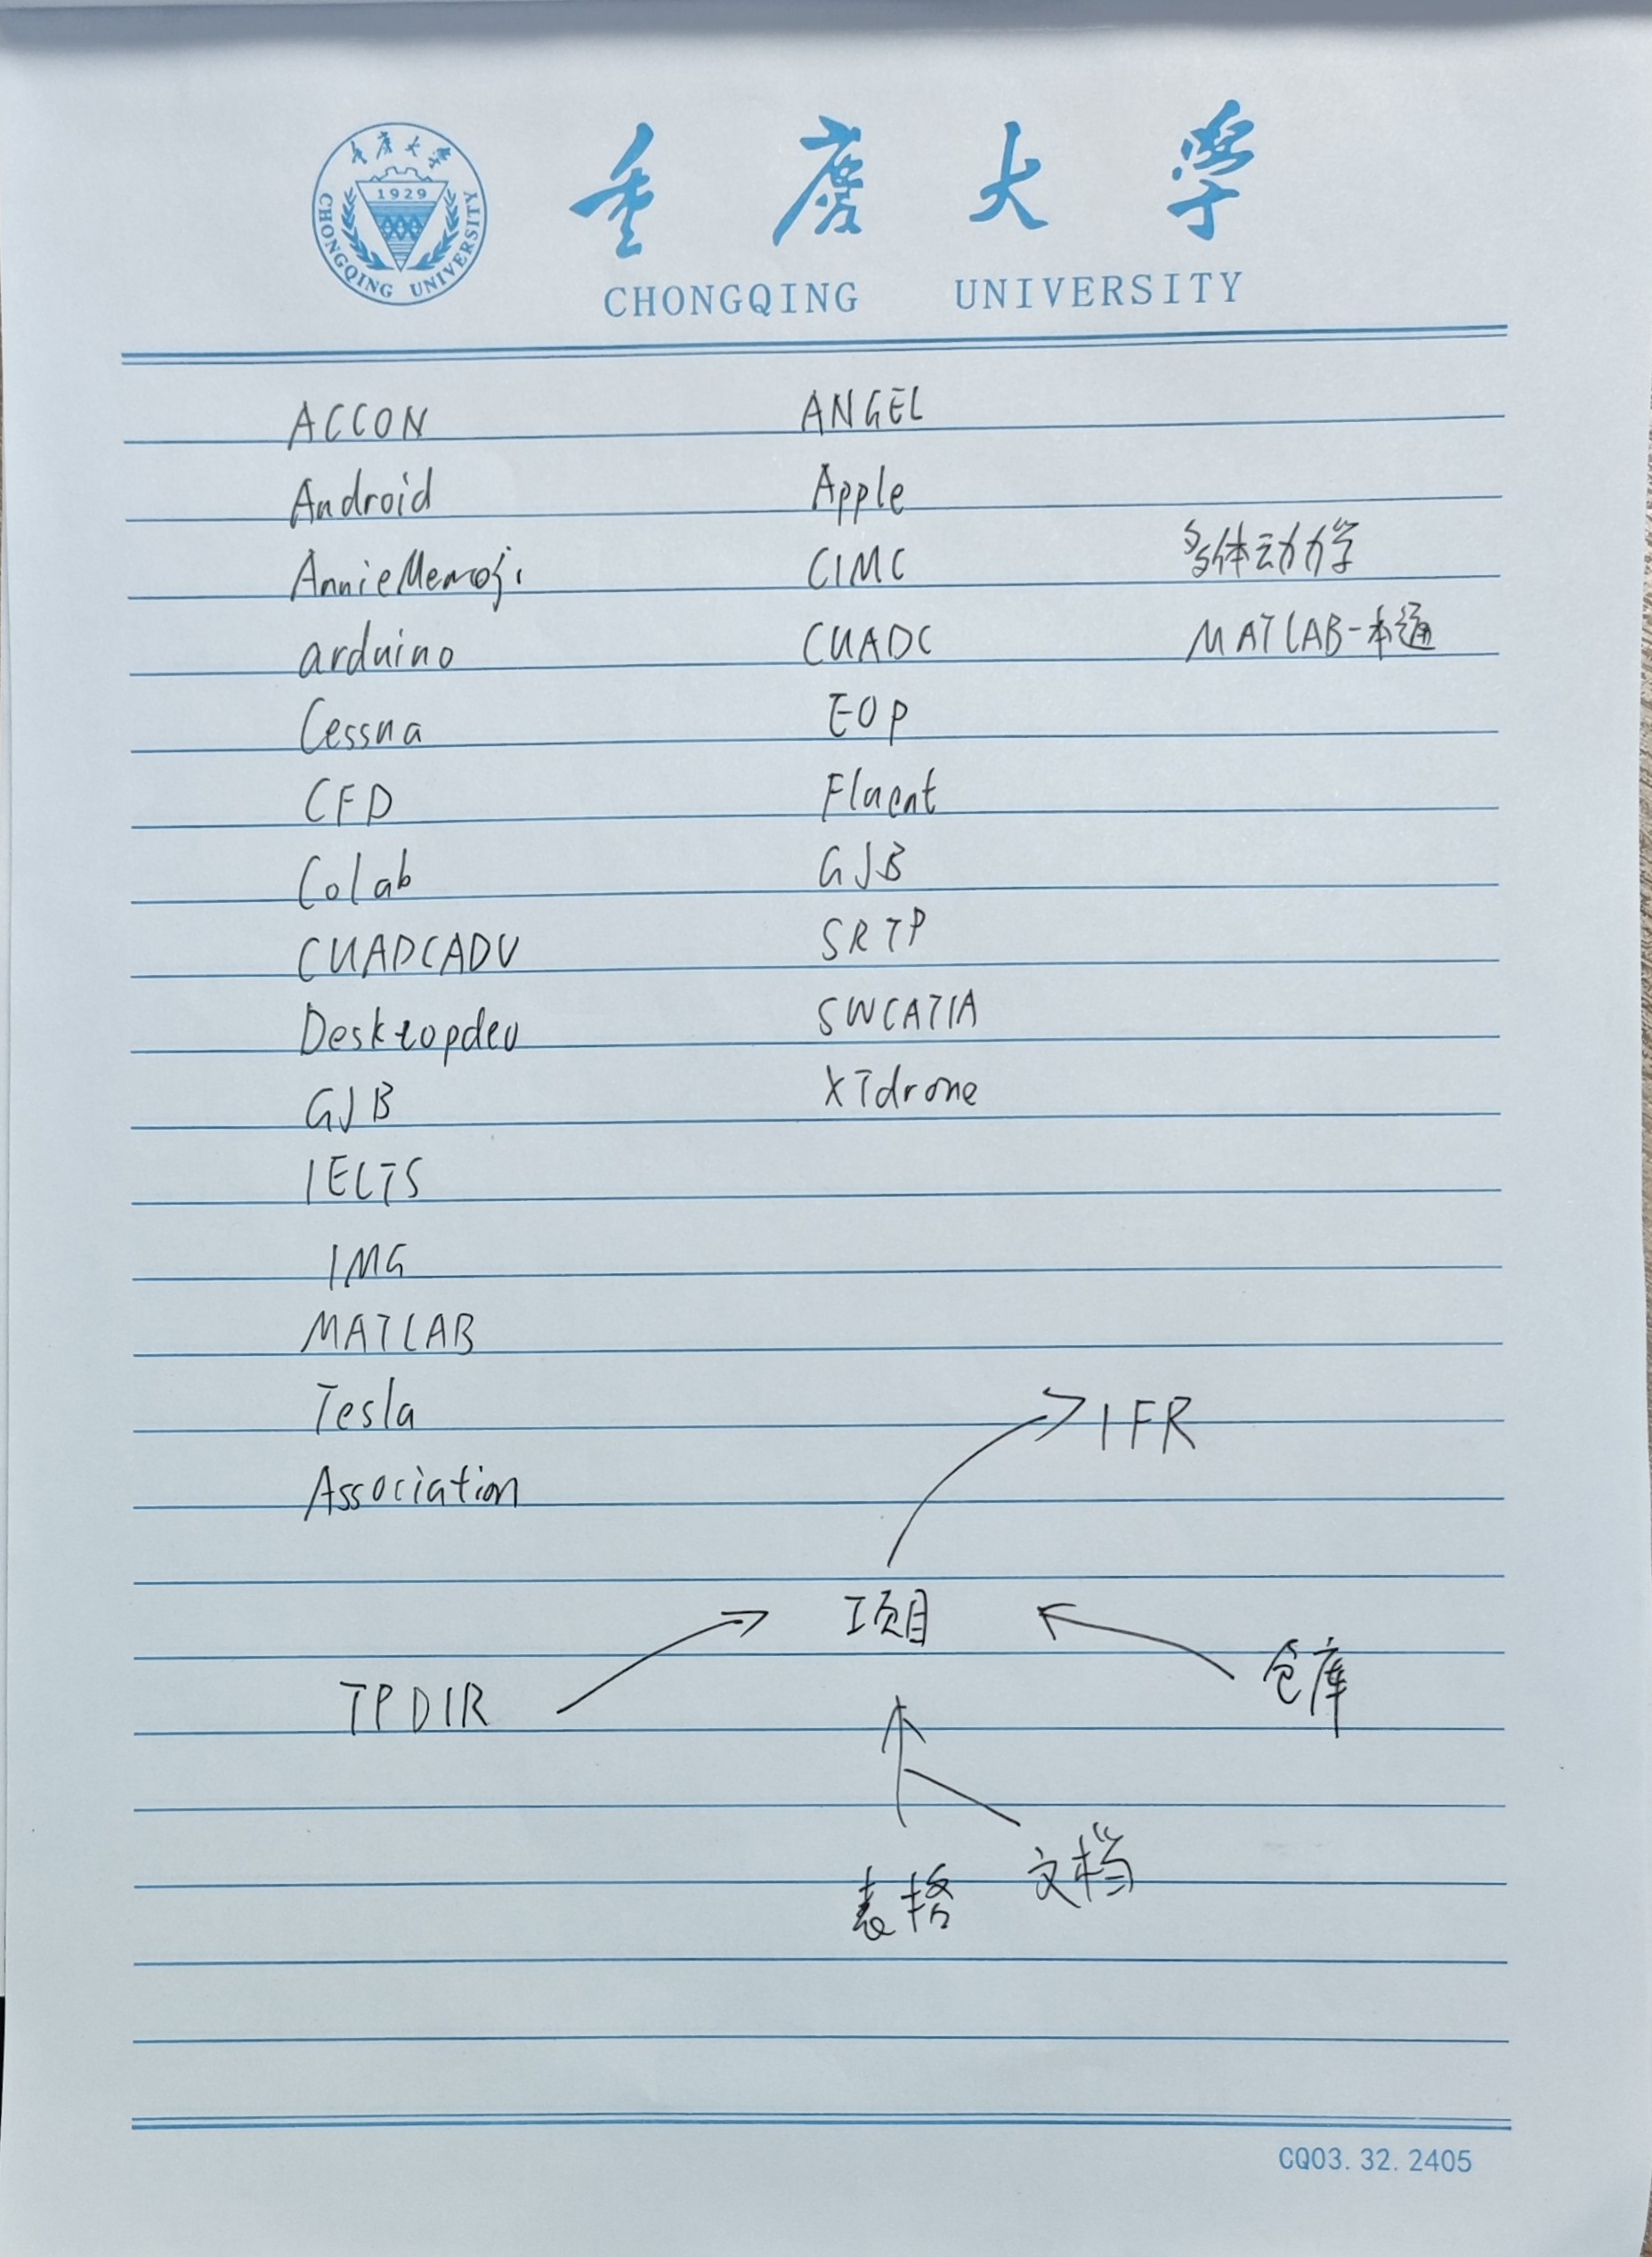 重庆大学
1929
CHONGQING UNIVERSITY
重庆大学
CHONGQING UNIVERSITY
ACCON ANGEL
Android Apple
AnnieMemoji CIMC 多体动力学
arduino CUADC MATLAB-本通
Cessna EOP
CFD Fluent
Colab GJB
CUADCADV SRTP
Desktopdev SWCATIA
GJB XTdrone
IELTS
IMG
MATLAB
Tesla IFR
Association
项目
TPDIR 仓库
表格 文档
CQ03.32.2405